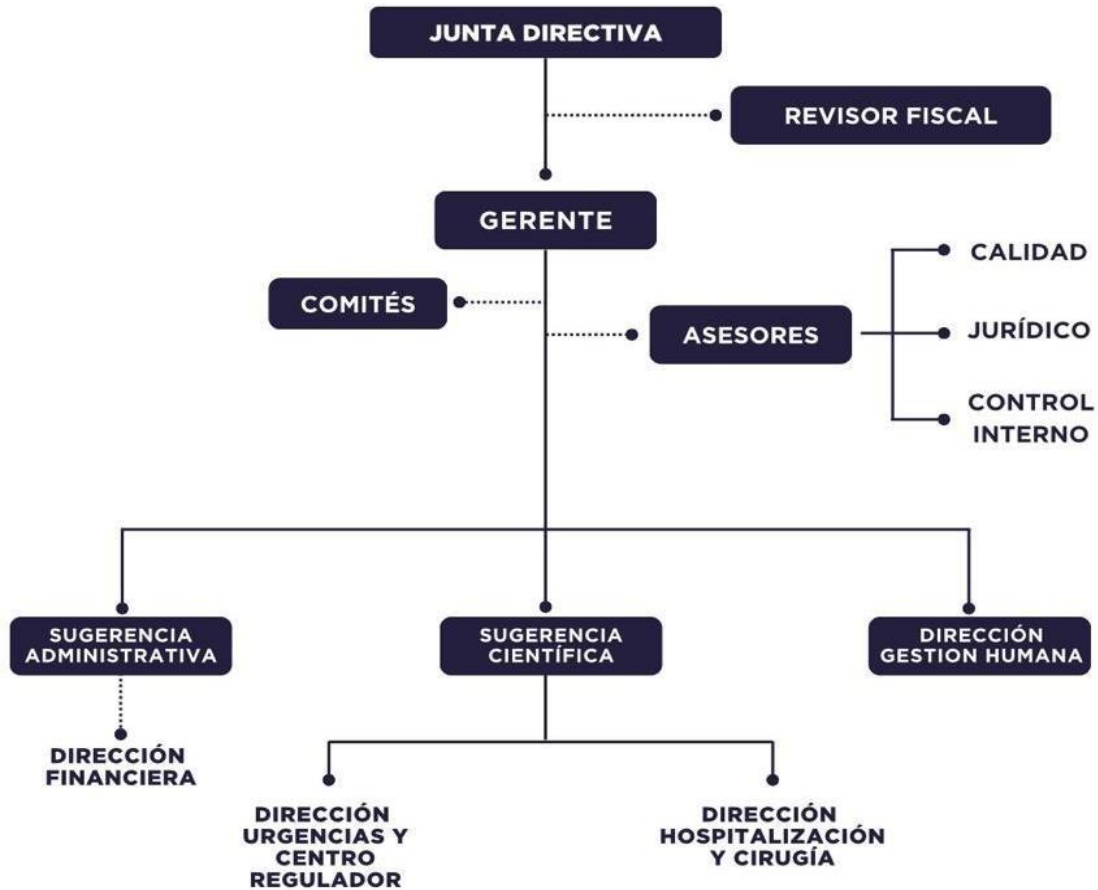 JUNTA DIRECTIVA
REVISOR FISCAL
GERENTE
COMITÉS
ASESORES
CALIDAD
JURÍDICO
CONTROL
INTERNO
SUGERENCIA
ADMINISTRATIVA
SUGERENCIA
CIENTÍFICA
DIRECCIÓN
GESTION HUMANA
DIRECCIÓN
FINANCIERA
DIRECCIÓN
URGENCIAS Y
CENTRO
REGULADOR
DIRECCIÓN
HOSPITALIZACIÓN
Y CIRUGÍA